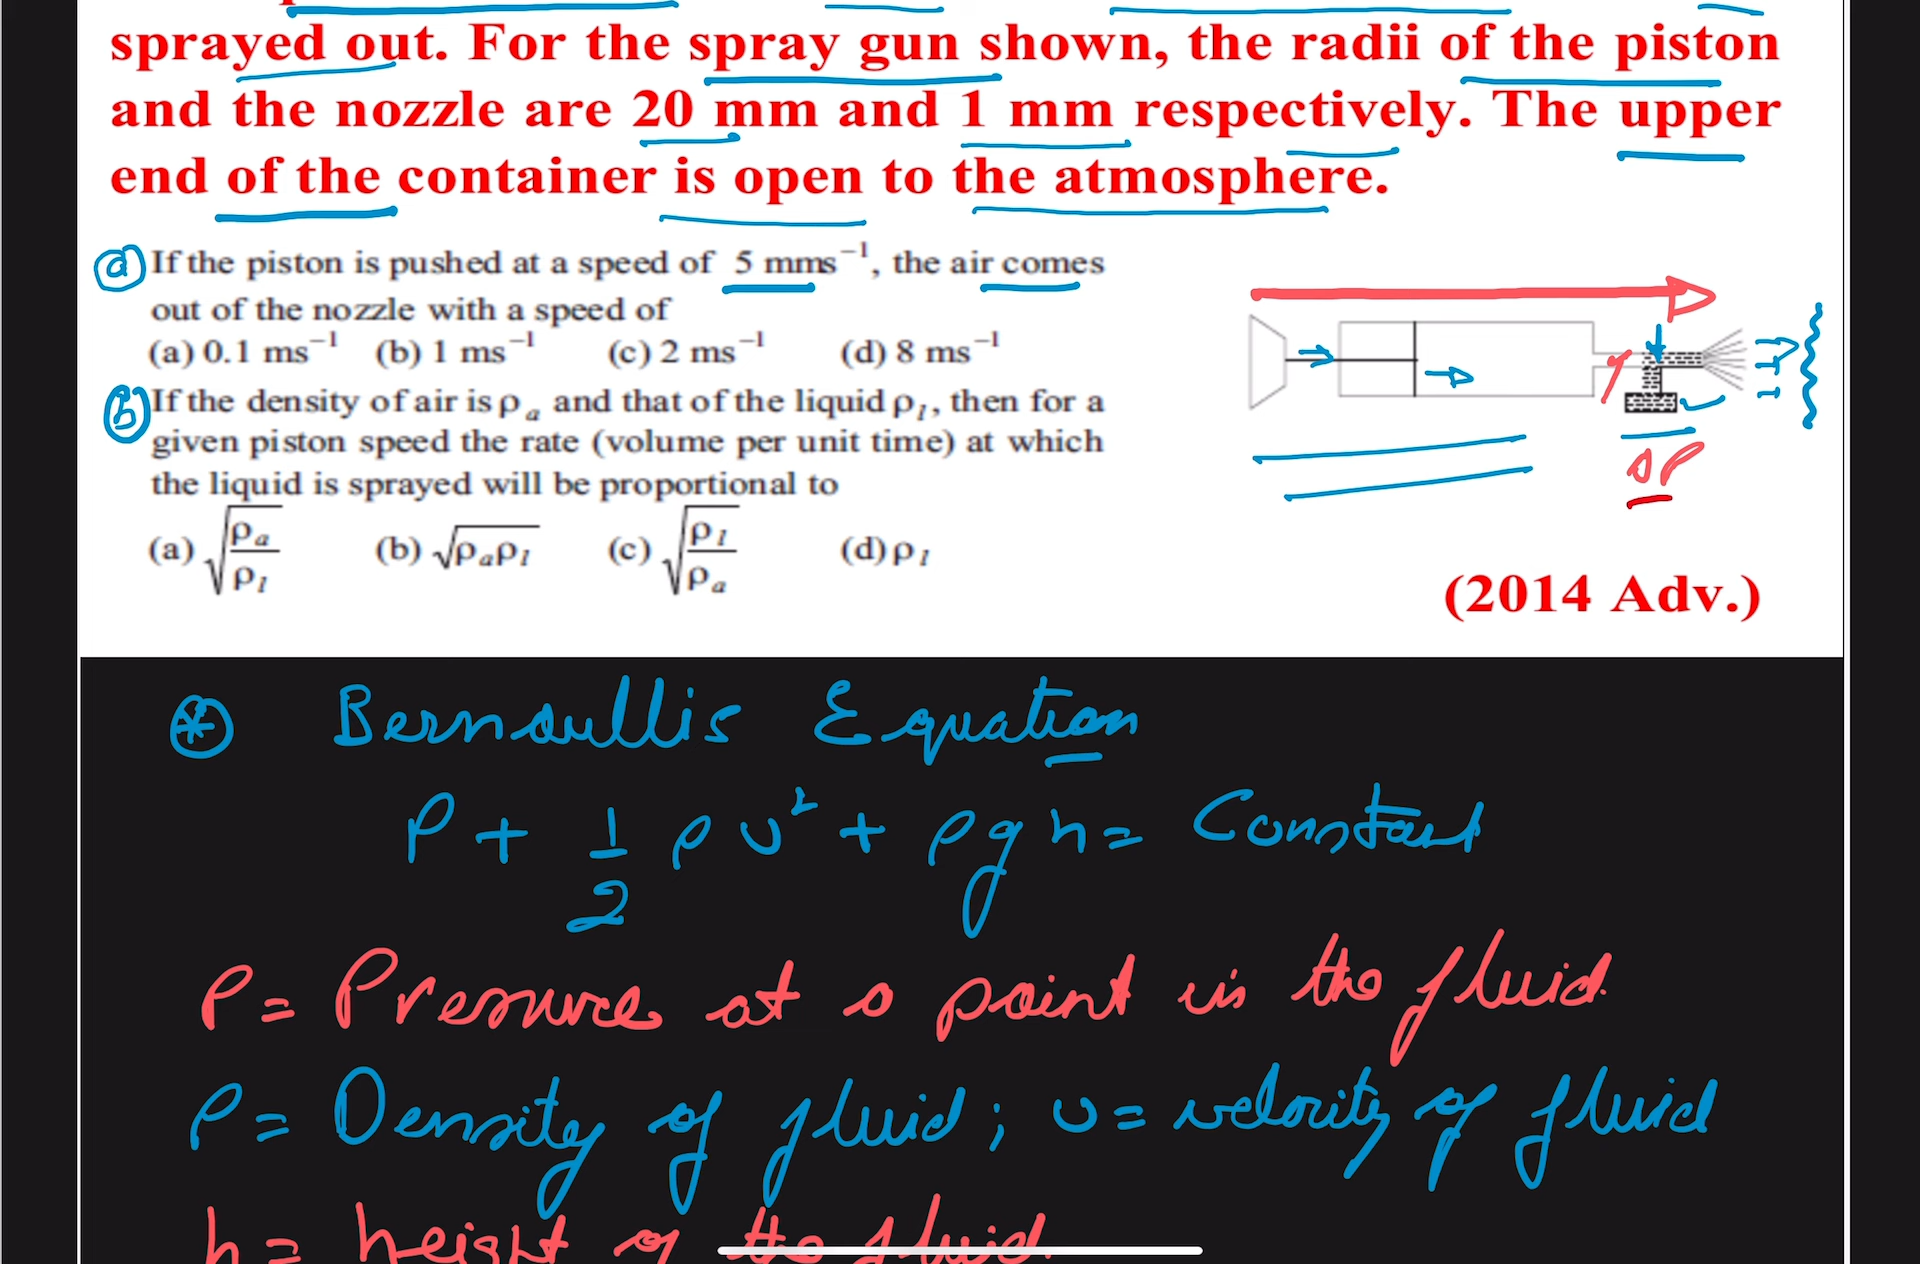 sprayed out. For the spray gun shown, the radii of the piston
and the nozzle are 20 mm and 1 mm respectively. The upper
end of the container is open to the atmosphere.
a If the piston is pushed at a speed of 5 mms⁻¹, the air comes
out of the nozzle with a speed of
(a) 0.1 ms⁻¹ (b) 1 ms⁻¹ (c) 2 ms⁻¹ (d) 8 ms⁻¹
b If the density of air is ρₐ and that of the liquid ρₗ, then for a
given piston speed the rate (volume per unit time) at which
the liquid is sprayed will be proportional to
(a) √(ρₐ/ρₗ) (b) √(ρₐρₗ) (c) √(ρₗ/ρₐ) (d) ρₗ
ΔP
(2014 Adv.)
* Bernoullis Equation
P + 1/2 ρv² + ρgh = Constant
P = Pressure at a point in the fluid.
ρ = Density of fluid; v = velocity of fluid
h = height of the fluid.